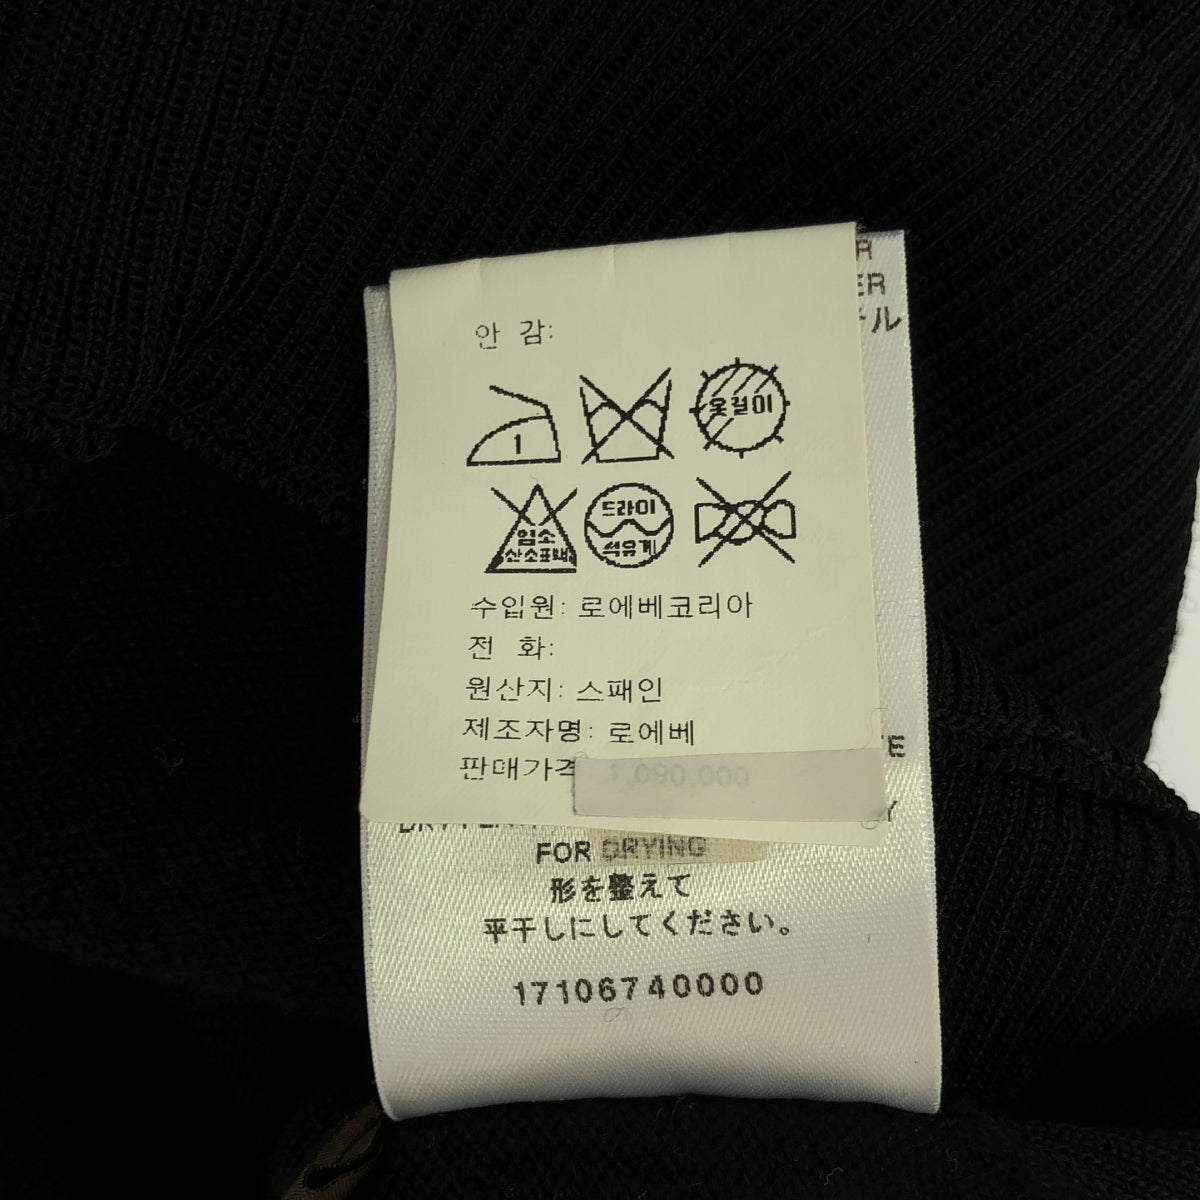 R
ER
ル
안 감:
1
옷걸이
염소
산소표백
드라이
석유계
수입원: 로에베코리아
전 화:
원산지: 스패인
제조자명: 로에베
판매가격 1,090,000
E
Y
FOR DRYING
形を整えて
平干しにしてください。
17106740000